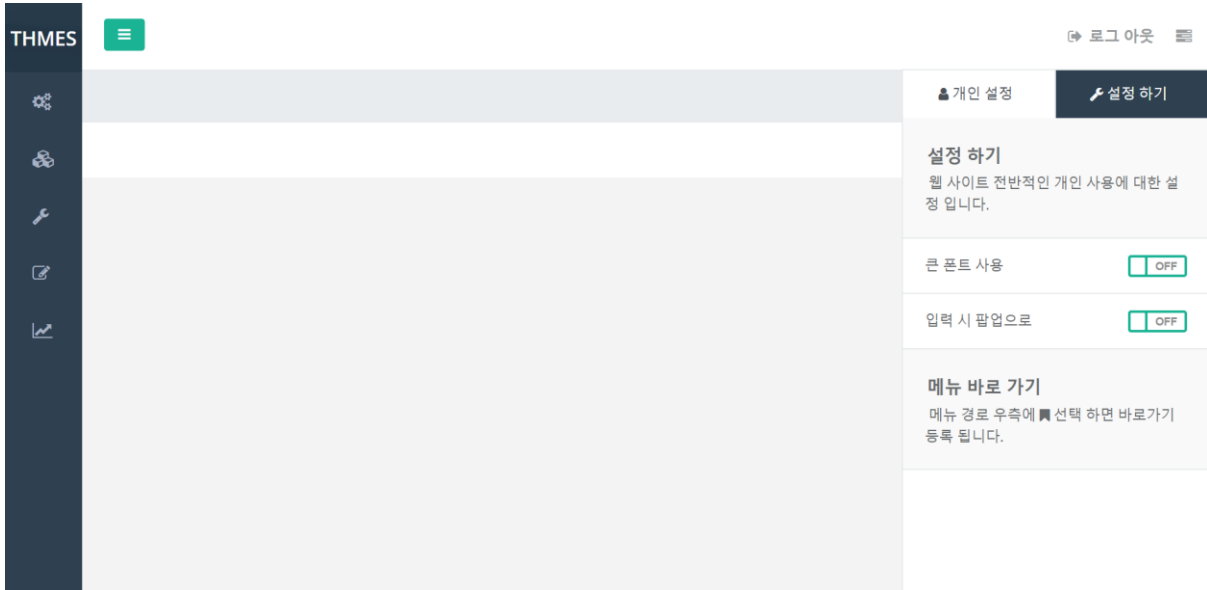 THMES
로그 아웃
개인 설정
설정 하기
설정 하기
웹 사이트 전반적인 개인 사용에 대한 설
정 입니다.
큰 폰트 사용
OFF
입력 시 팝업으로
OFF
메뉴 바로 가기
메뉴 경로 우측에 선택 하면 바로가기
등록 됩니다.